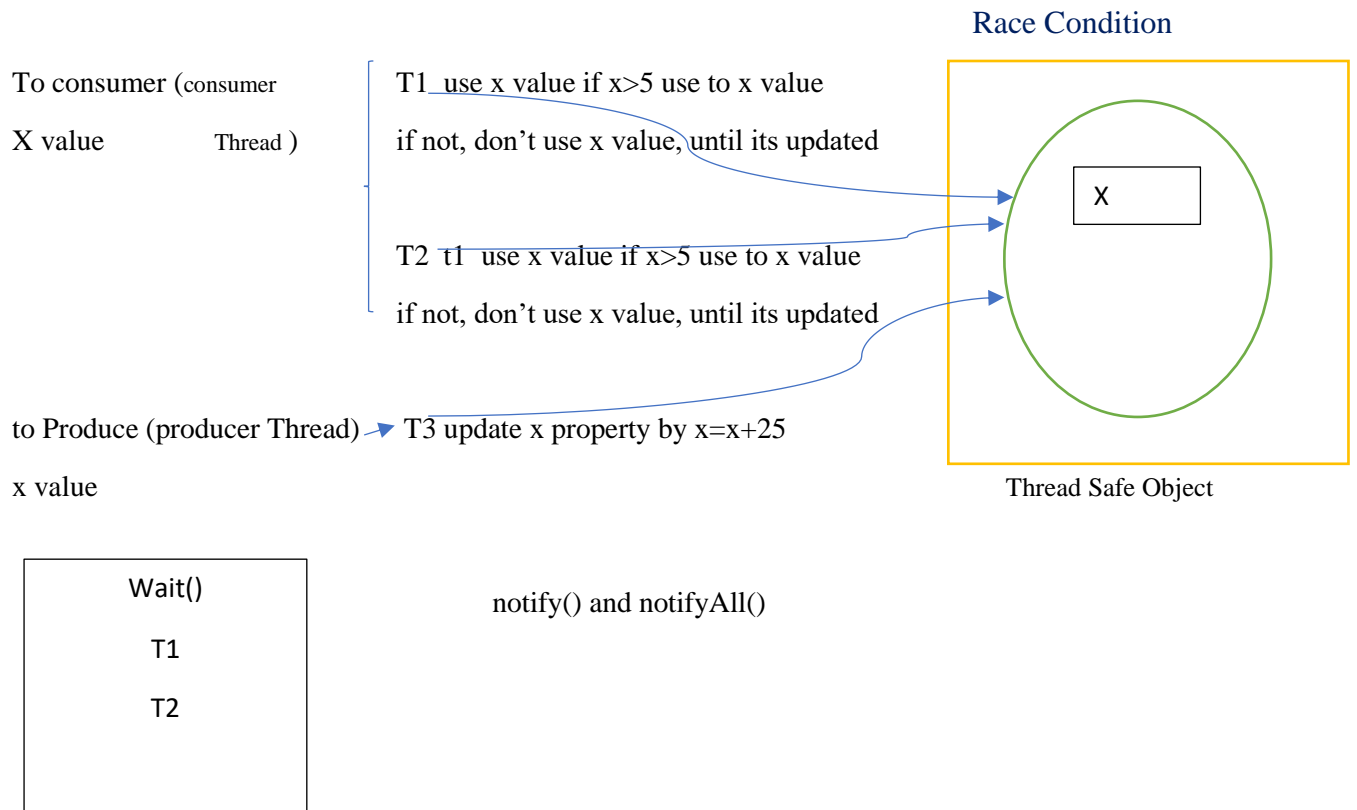 Race Condition
To consumer (consumer
X value Thread )
T1 use x value if x>5 use to x value
if not, don’t use x value, until its updated
T2 t1 use x value if x>5 use to x value
if not, don’t use x value, until its updated
X
to Produce (producer Thread)
x value
T3 update x property by x=x+25
Thread Safe Object
Wait()
T1
T2
notify() and notifyAll()